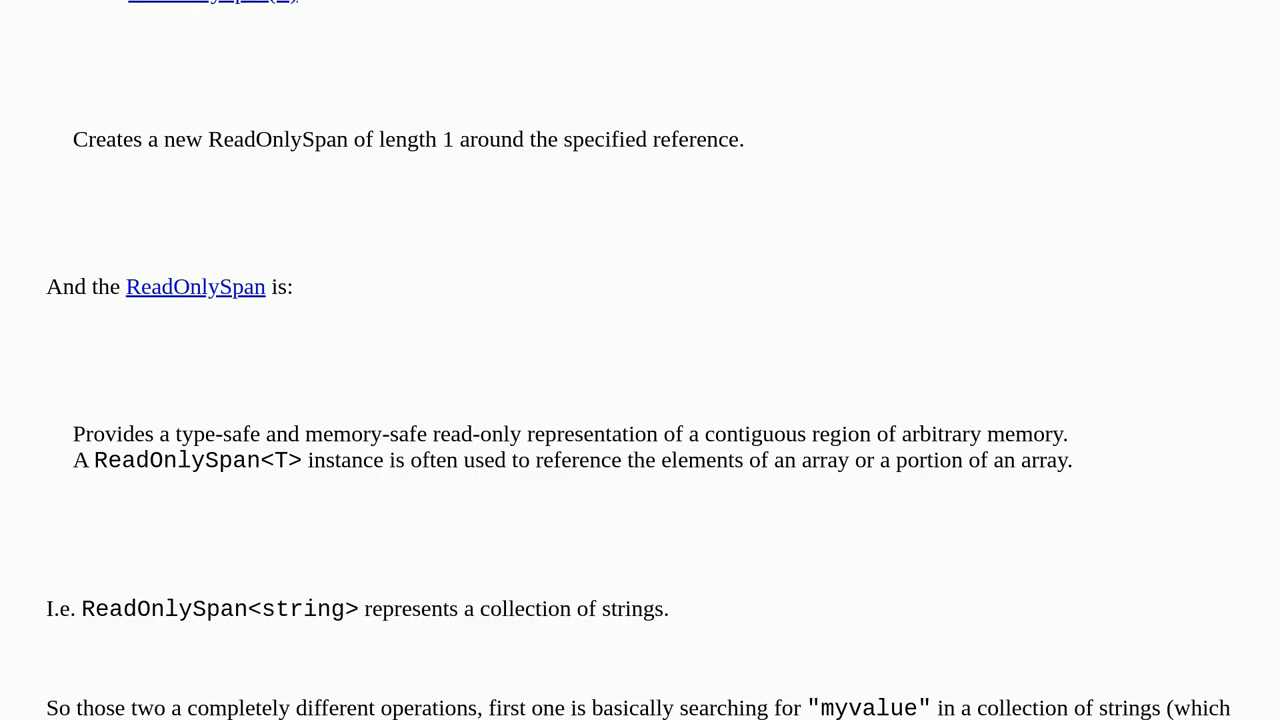 Creates a new ReadOnlySpan of length 1 around the specified reference.
And the ReadOnlySpan is:
Provides a type-safe and memory-safe read-only representation of a contiguous region of arbitrary memory.
A ReadOnlySpan<T> instance is often used to reference the elements of an array or a portion of an array.
I.e. ReadOnlySpan<string> represents a collection of strings.
So those two a completely different operations, first one is basically searching for "myvalue" in a collection of strings (which